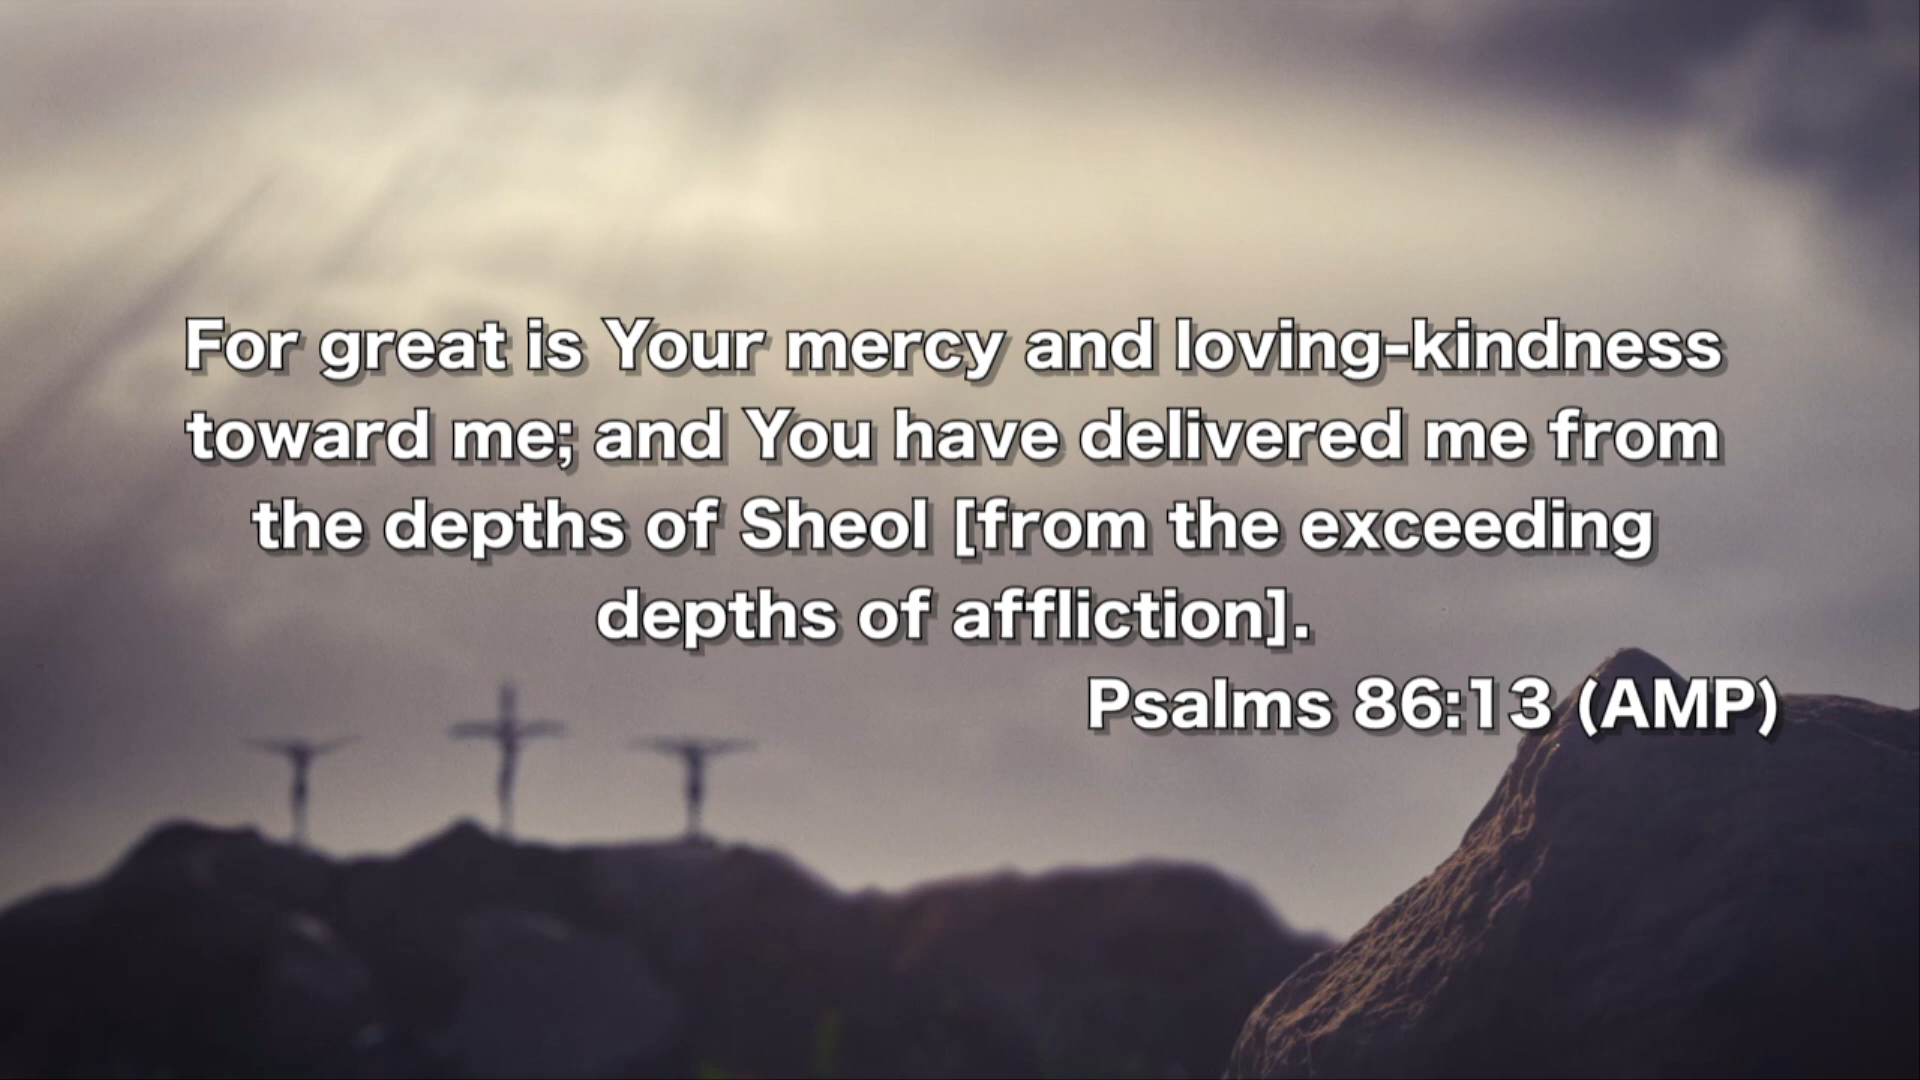 For great is Your mercy and loving-kindness
toward me; and You have delivered me from
the depths of Sheol [from the exceeding
depths of affliction].
Psalms 86:13 (AMP)